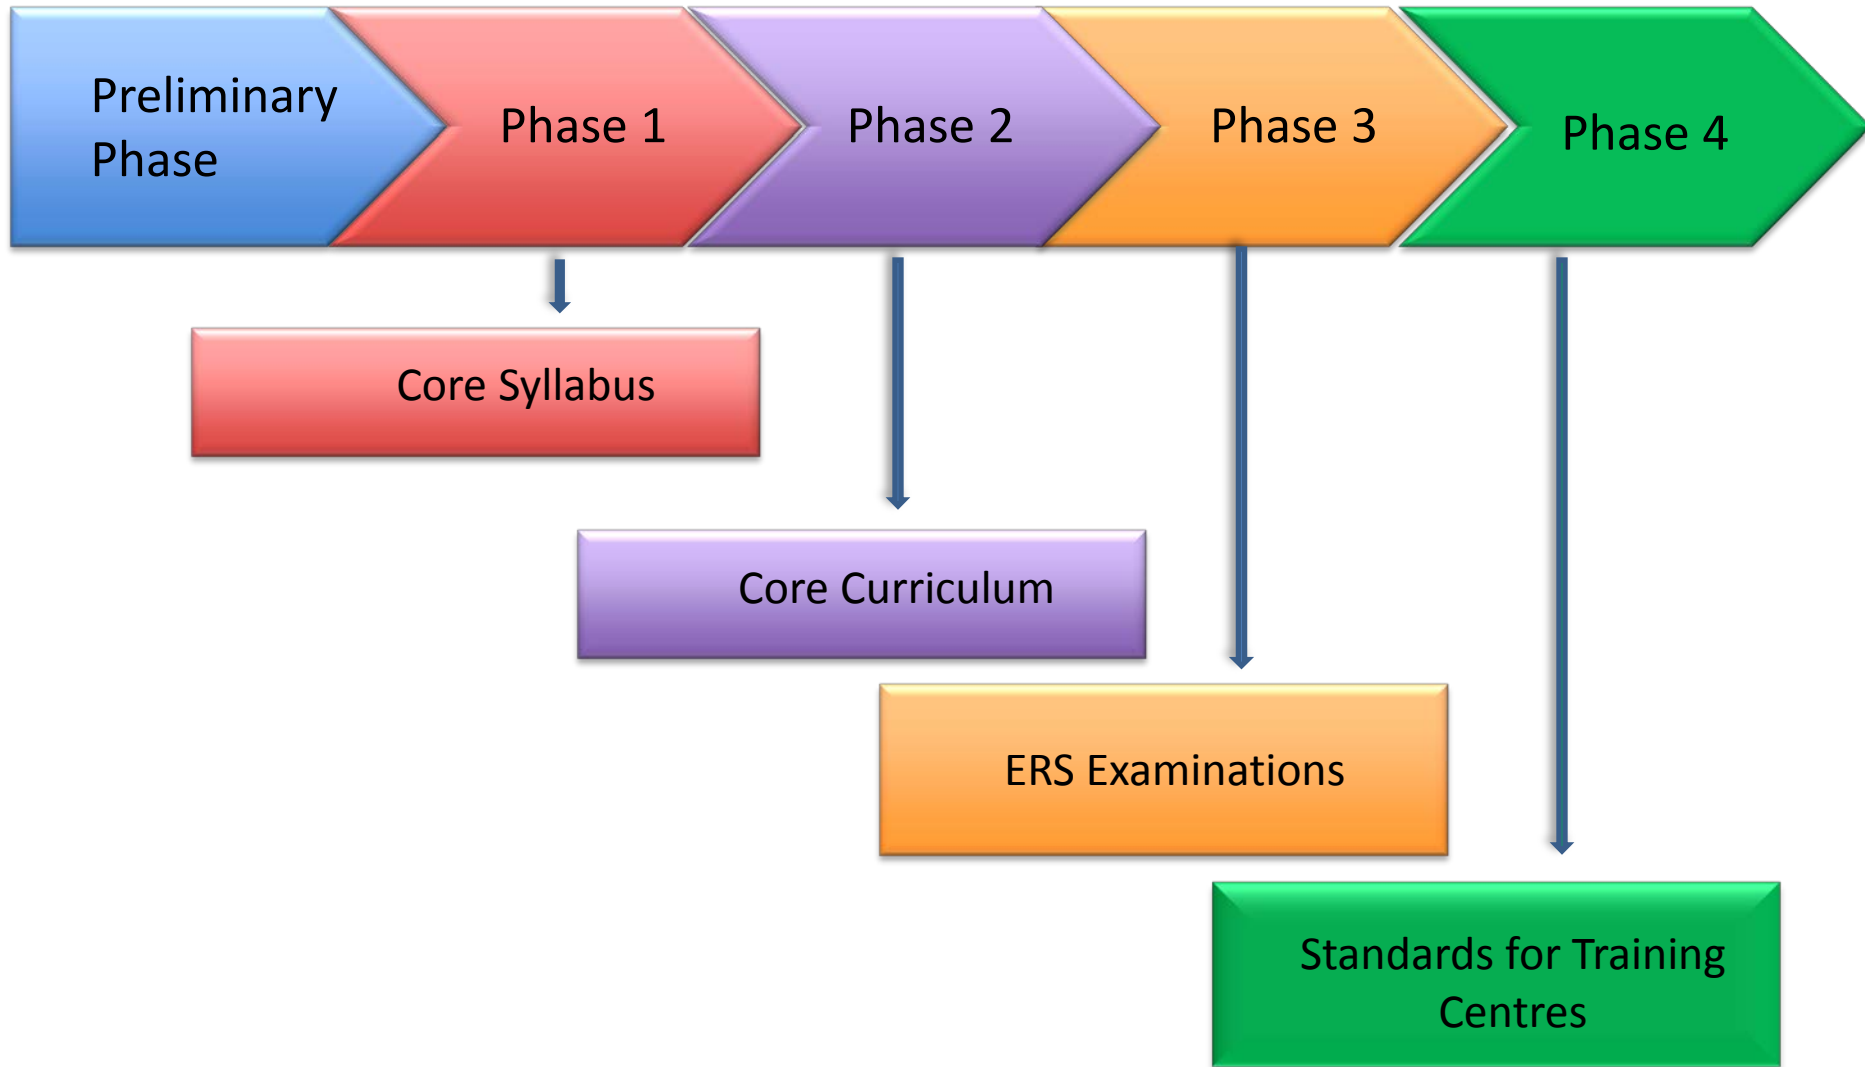 Preliminary
Phase
Phase 1
Phase 2
Phase 3
Phase 4
Core Syllabus
Core Curriculum
ERS Examinations
Standards for Training
Centres